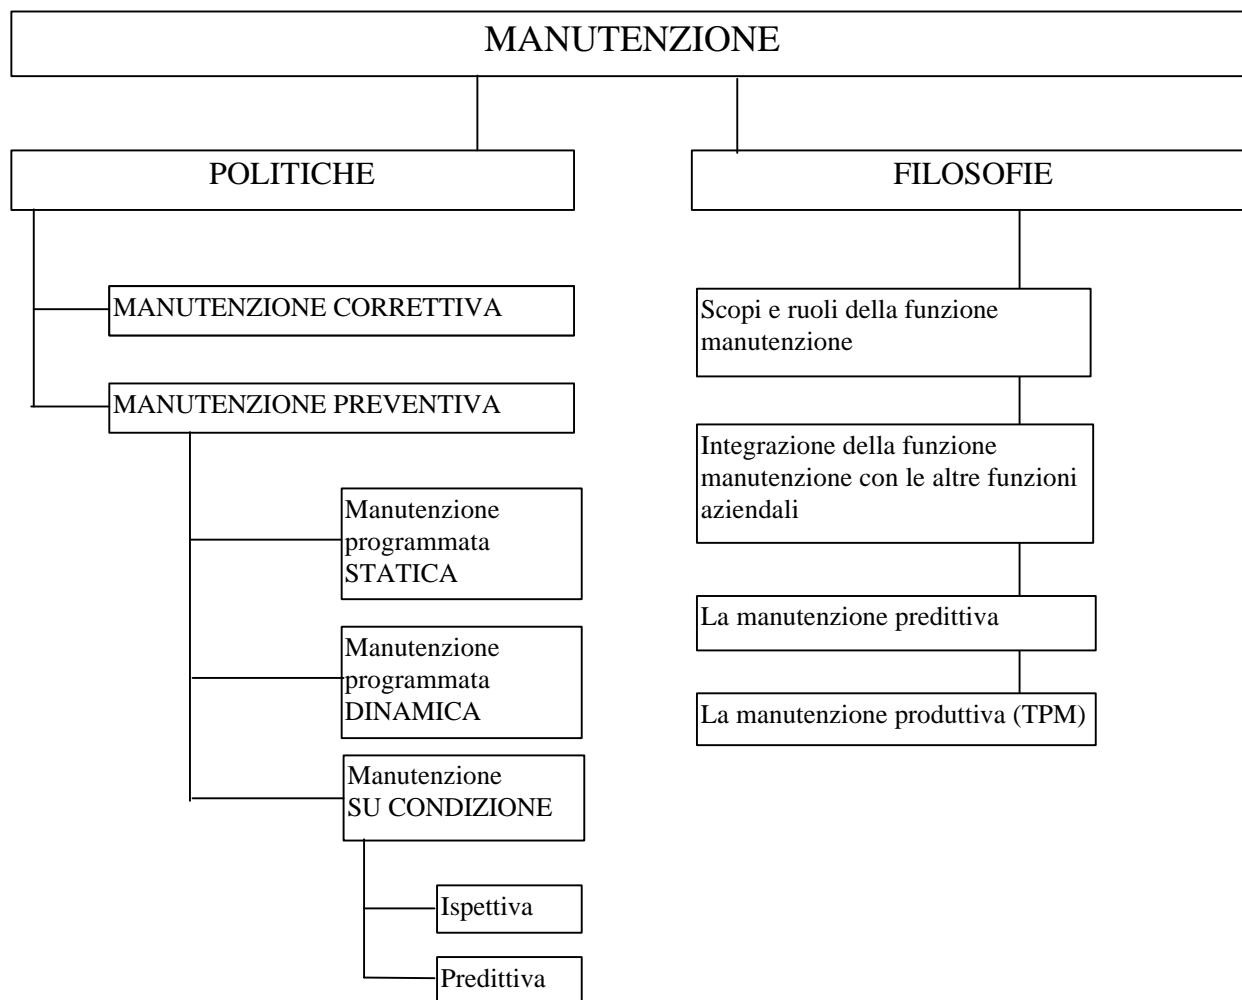 MANUTENZIONE
POLITICHE
FILOSOFIE
MANUTENZIONE CORRETTIVA
MANUTENZIONE PREVENTIVA
Manutenzione
programmata
STATICA
Manutenzione
programmata
DINAMICA
Manutenzione
SU CONDIZIONE
Ispettiva
Predittiva
Scopi e ruoli della funzione
manutenzione
Integrazione della funzione
manutenzione con le altre funzioni
aziendali
La manutenzione predittiva
La manutenzione produttiva (TPM)